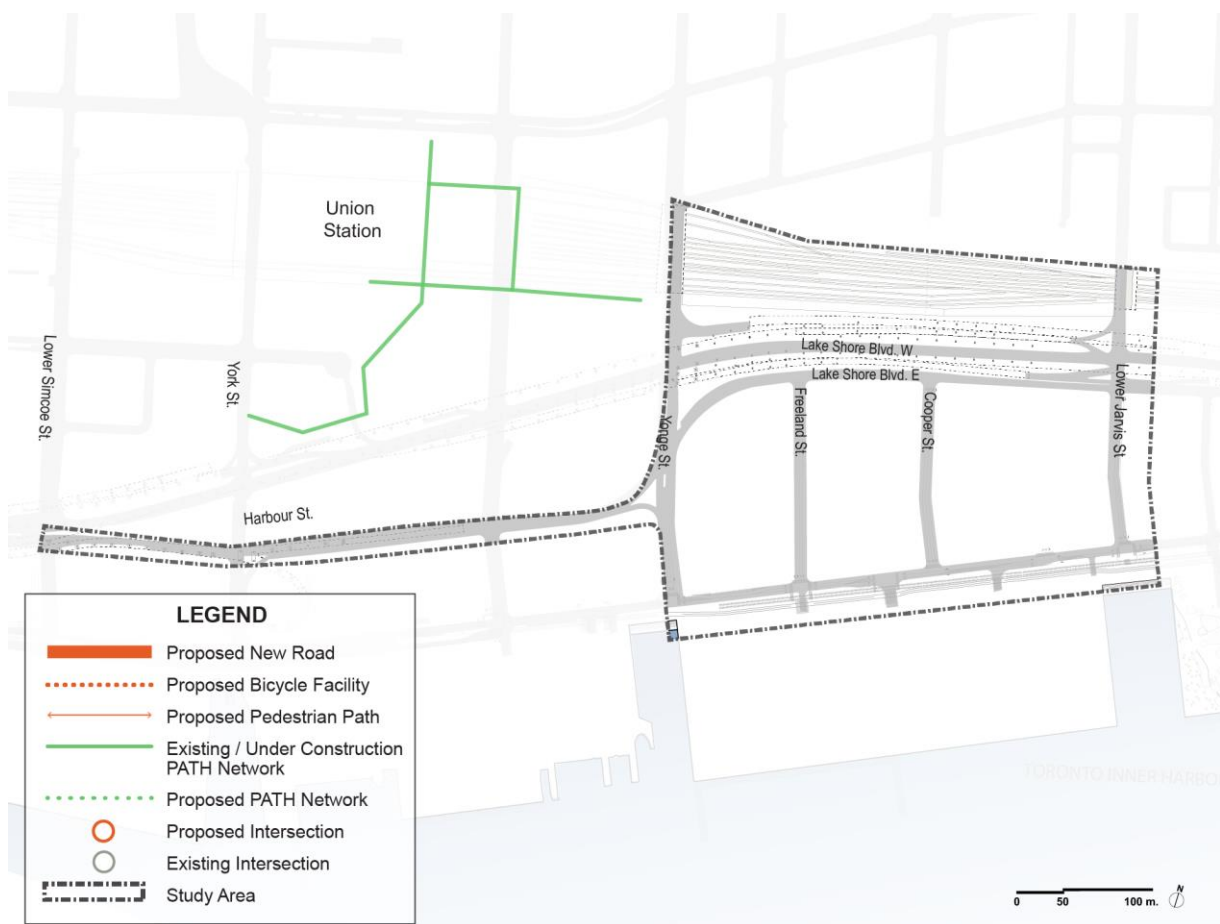 Union
Station
Lower Simcoe St.
York St.
Harbour St.
Yonge St.
Lake Shore Blvd. W
Lake Shore Blvd. E
Freeland St.
Cooper St.
Lower Jarvis St
TORONTO INNER HARBO
LEGEND
Proposed New Road
Proposed Bicycle Facility
Proposed Pedestrian Path
Existing / Under Construction
PATH Network
Proposed PATH Network
Proposed Intersection
Existing Intersection
Study Area
0 50 100 m.
N